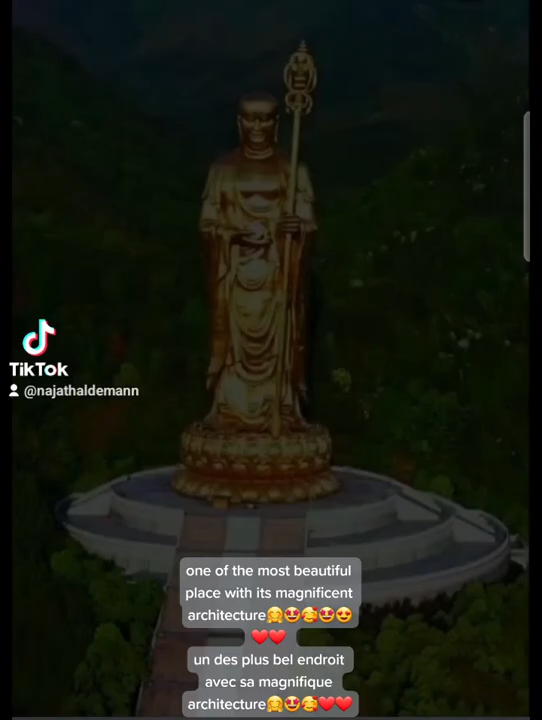 TikTok
@najathaldemann
one of the most beautiful
place with its magnificent
architecture🤗🤩🥰🤩😍
❤️❤️
un des plus bel endroit
avec sa magnifique
architecture🤗🤩🥰❤️❤️